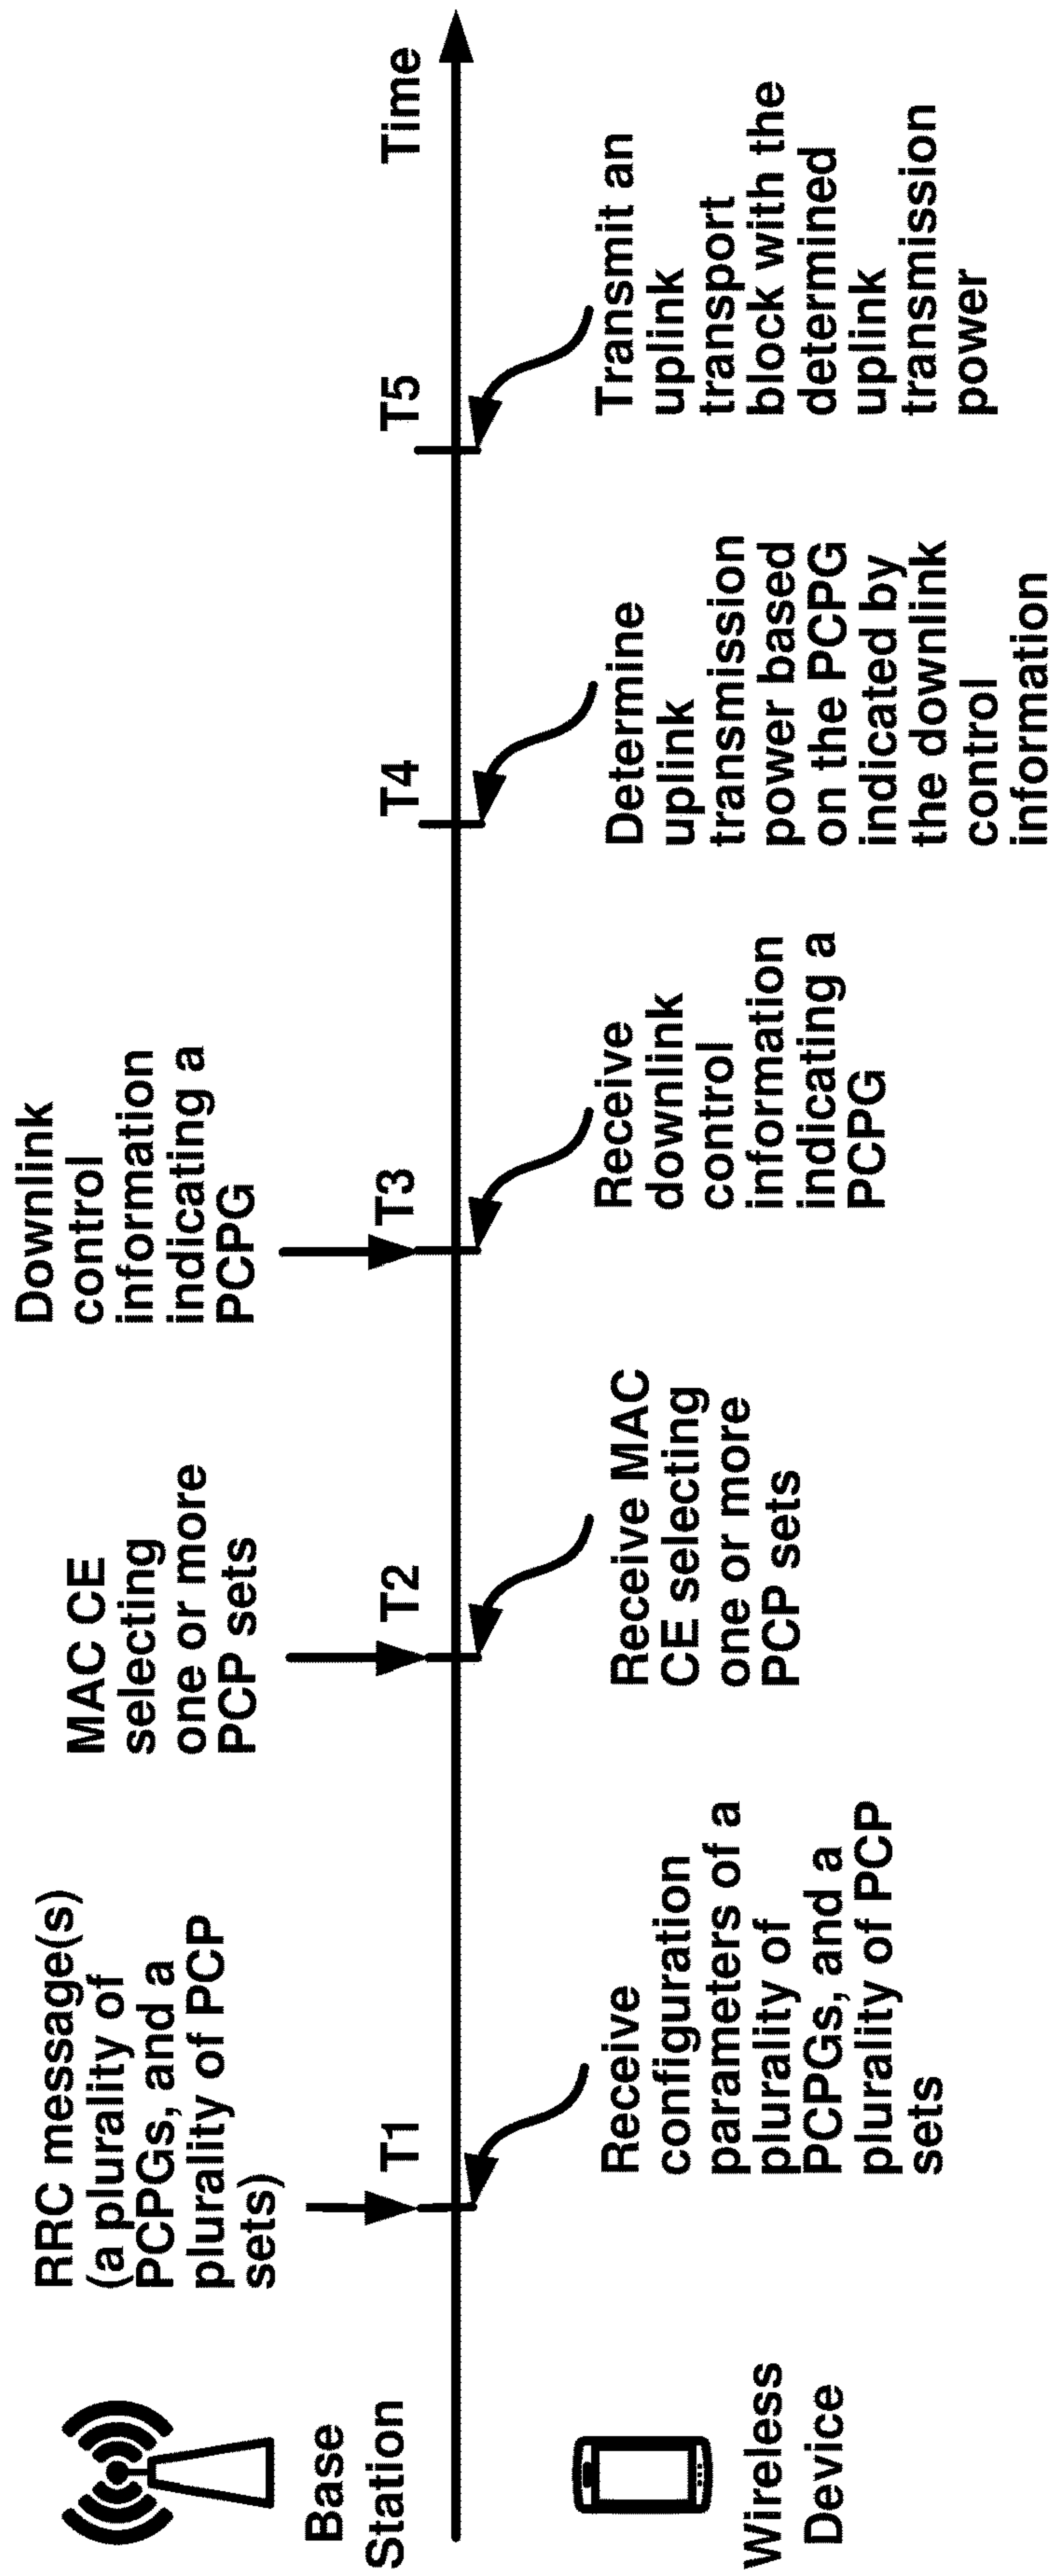 RRC message(s)
(a plurality of
PCPGs, and a
plurality of PCP
sets)
MAC CE
selecting
one or more
PCP sets
Downlink
control
information
indicating a
PCPG
Base
Station
T1
T2
T3
T4
T5
Time
Wireless
Device
Receive
configuration
parameters of a
plurality of
PCPGs, and a
plurality of PCP
sets
Receive MAC
CE selecting
one or more
PCP sets
Receive
downlink
control
information
indicating a
PCPG
Determine
uplink
transmission
power based
on the PCPG
indicated by
the downlink
control
information
Transmit an
uplink
transport
block with the
determined
uplink
transmission
power